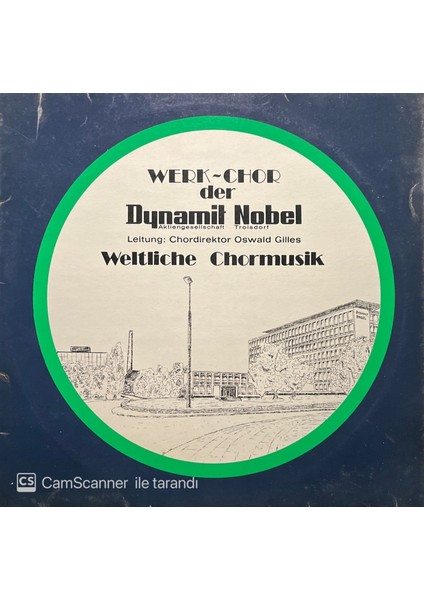 WERK~CHOR
der
Dynamit Nobel
Aktiengesellschaft Troisdorf
Leitung: Chordirektor Oswald Gilles
Weltliche Chormusik
CS CamScanner ile tarandı